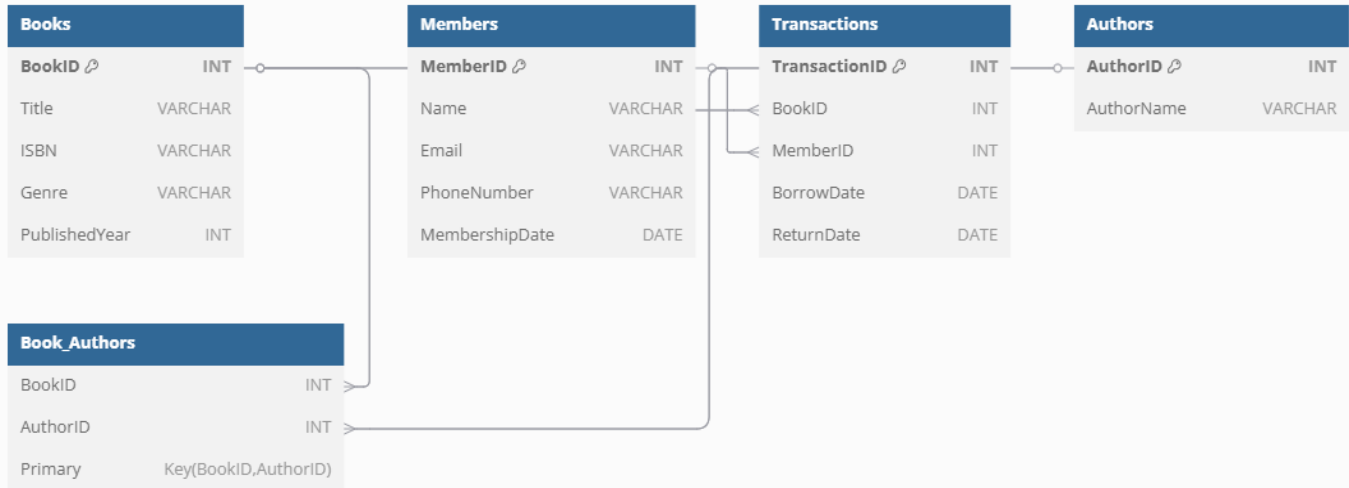 Books
BookID INT
Title VARCHAR
ISBN VARCHAR
Genre VARCHAR
PublishedYear INT
Members
MemberID INT
Name VARCHAR
Email VARCHAR
PhoneNumber VARCHAR
MembershipDate DATE
Transactions
TransactionID INT
BookID INT
MemberID INT
BorrowDate DATE
ReturnDate DATE
Authors
AuthorID INT
AuthorName VARCHAR
Book_Authors
BookID INT
AuthorID INT
Primary Key(BookID,AuthorID)